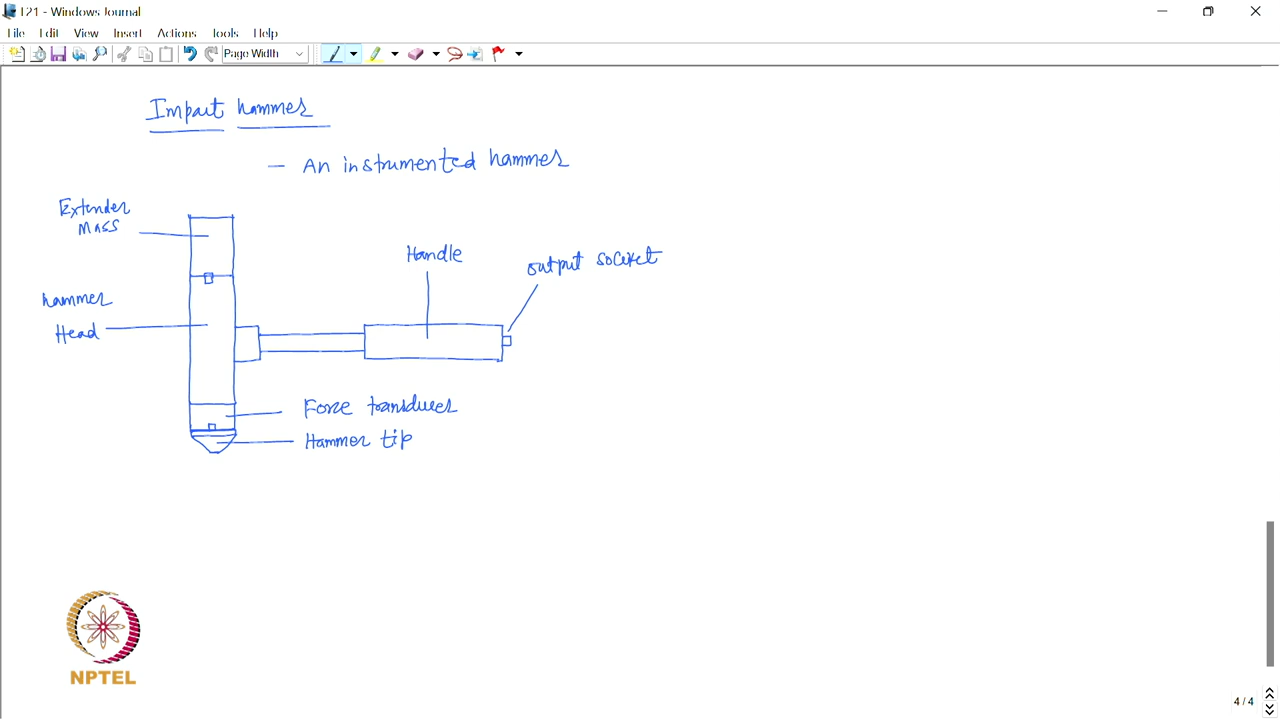 L21 - Windows Journal
File Edit View Insert Actions Tools Help
Page Width
Impact hammer
- An instrumented hammer
Extender
Mass
Handle
output socket
hammer
Head
Force transducer
Hammer tip
NPTEL
4 / 4